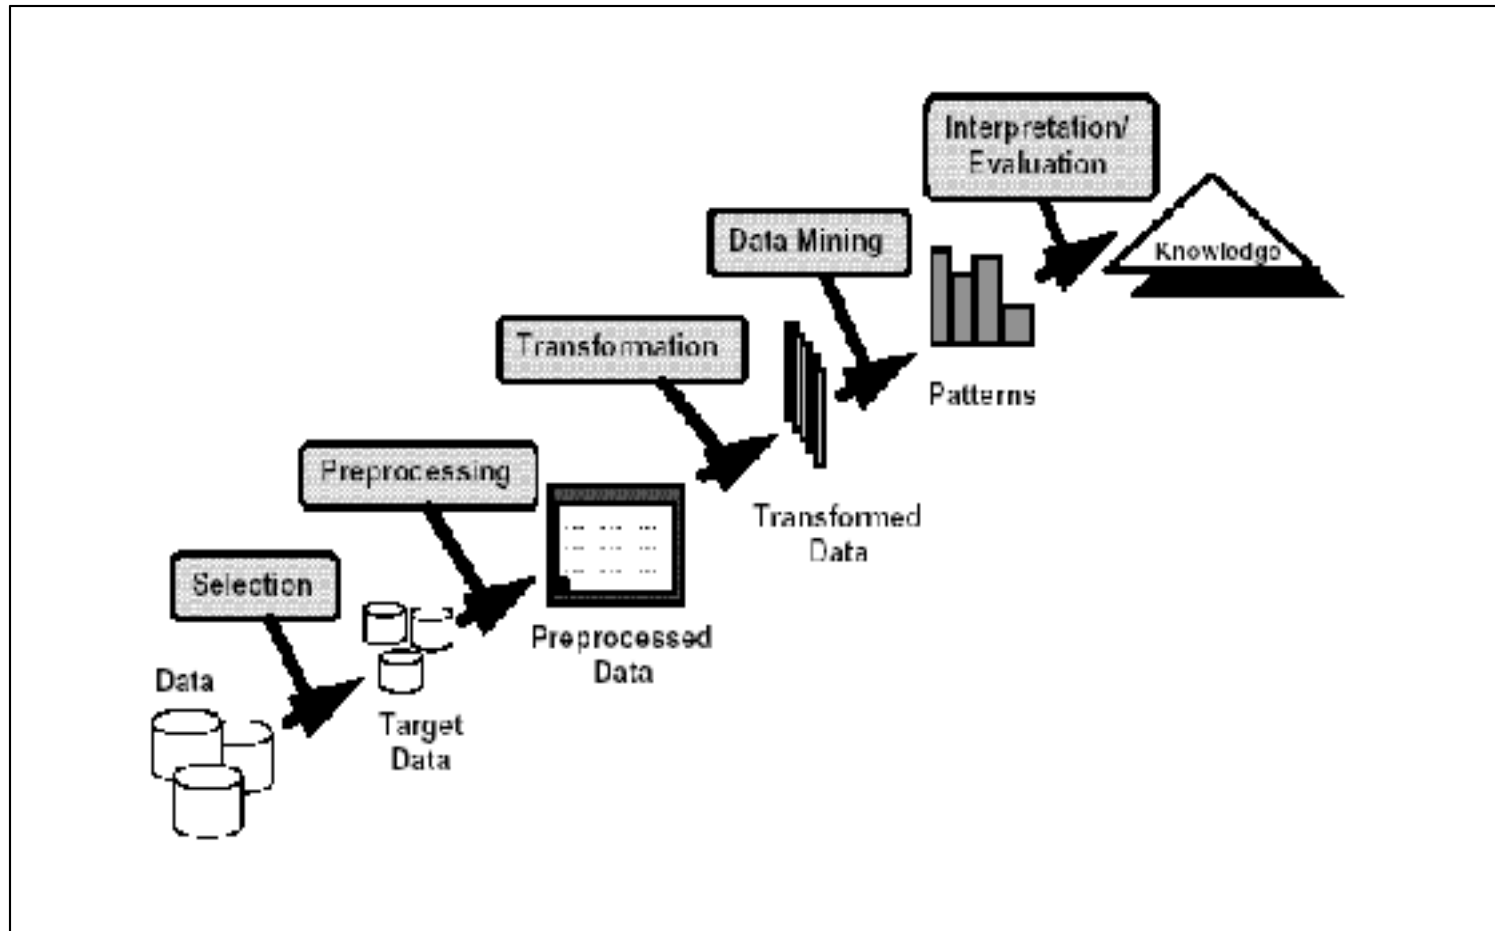 Interpretation/
Evaluation
Knowledge
Data Mining
Patterns
Transformation
Transformed
Data
Preprocessing
Preprocessed
Data
Selection
Target
Data
Data